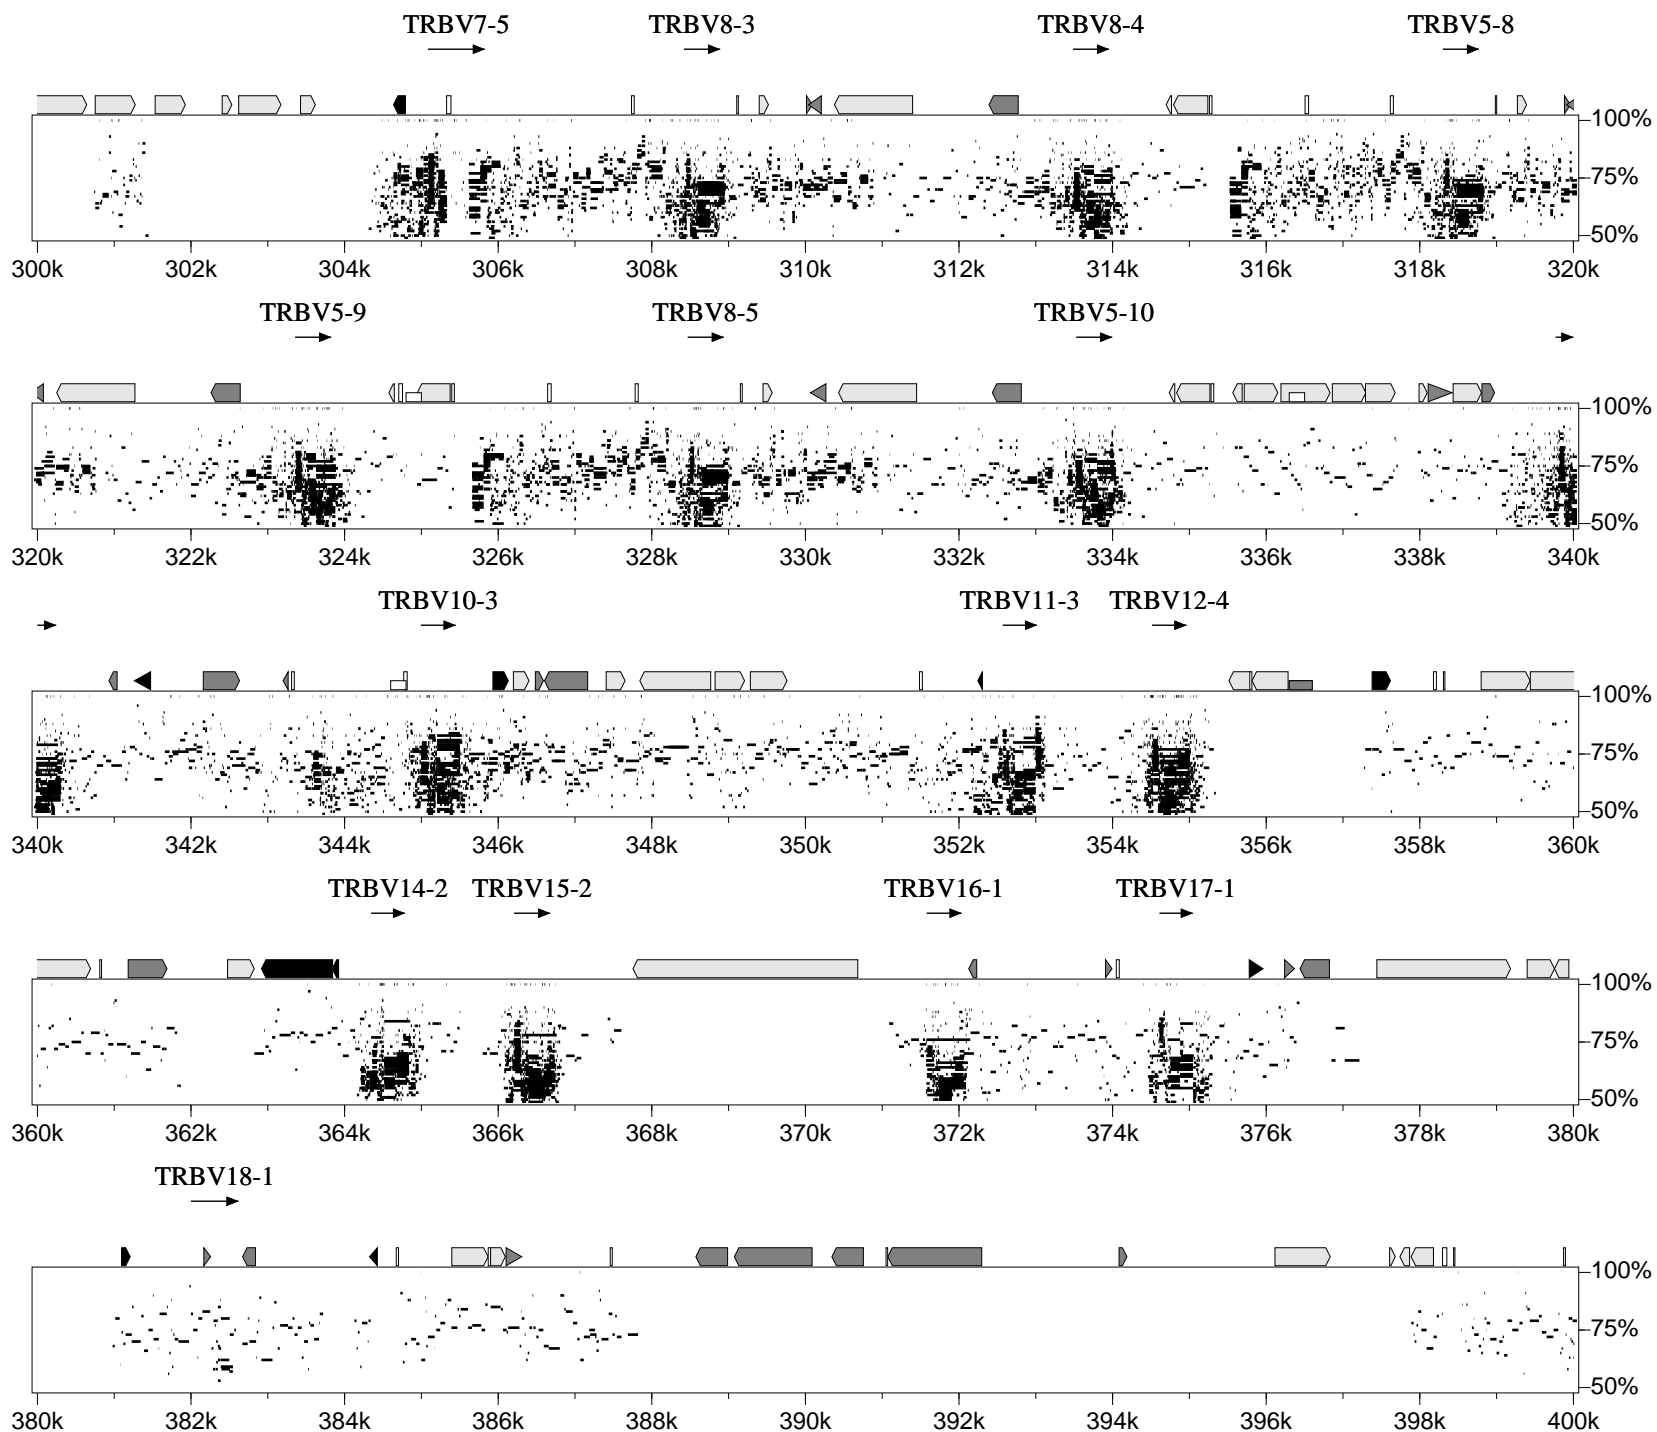 TRBV7-5 TRBV8-3 TRBV8-4 TRBV5-8
100%
75%
50%
300k 302k 304k 306k 308k 310k 312k 314k 316k 318k 320k
TRBV5-9 TRBV8-5 TRBV5-10
100%
75%
50%
320k 322k 324k 326k 328k 330k 332k 334k 336k 338k 340k
TRBV10-3 TRBV11-3 TRBV12-4
100%
75%
50%
340k 342k 344k 346k 348k 350k 352k 354k 356k 358k 360k
TRBV14-2 TRBV15-2 TRBV16-1 TRBV17-1
100%
75%
50%
360k 362k 364k 366k 368k 370k 372k 374k 376k 378k 380k
TRBV18-1
100%
75%
50%
380k 382k 384k 386k 388k 390k 392k 394k 396k 398k 400k